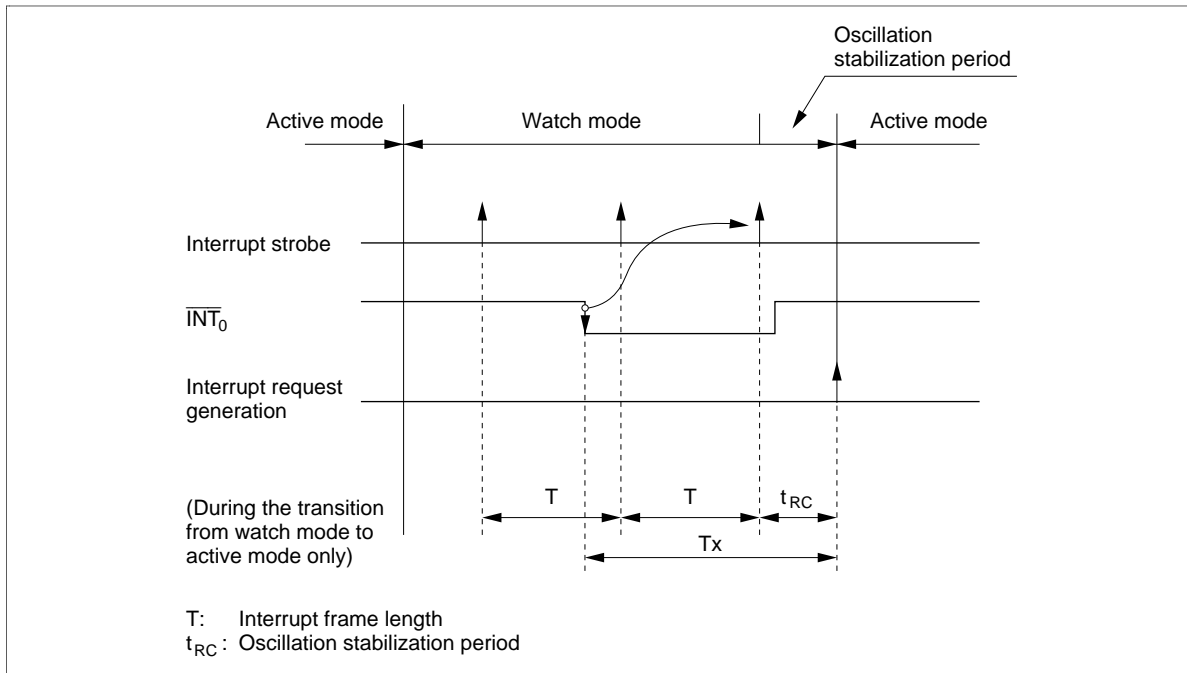 Oscillation
stabilization period
Active mode
Watch mode
Active mode
Interrupt strobe
INT0
Interrupt request
generation
(During the transition
from watch mode to
active mode only)
T
T
tRC
Tx
T: Interrupt frame length
tRC: Oscillation stabilization period